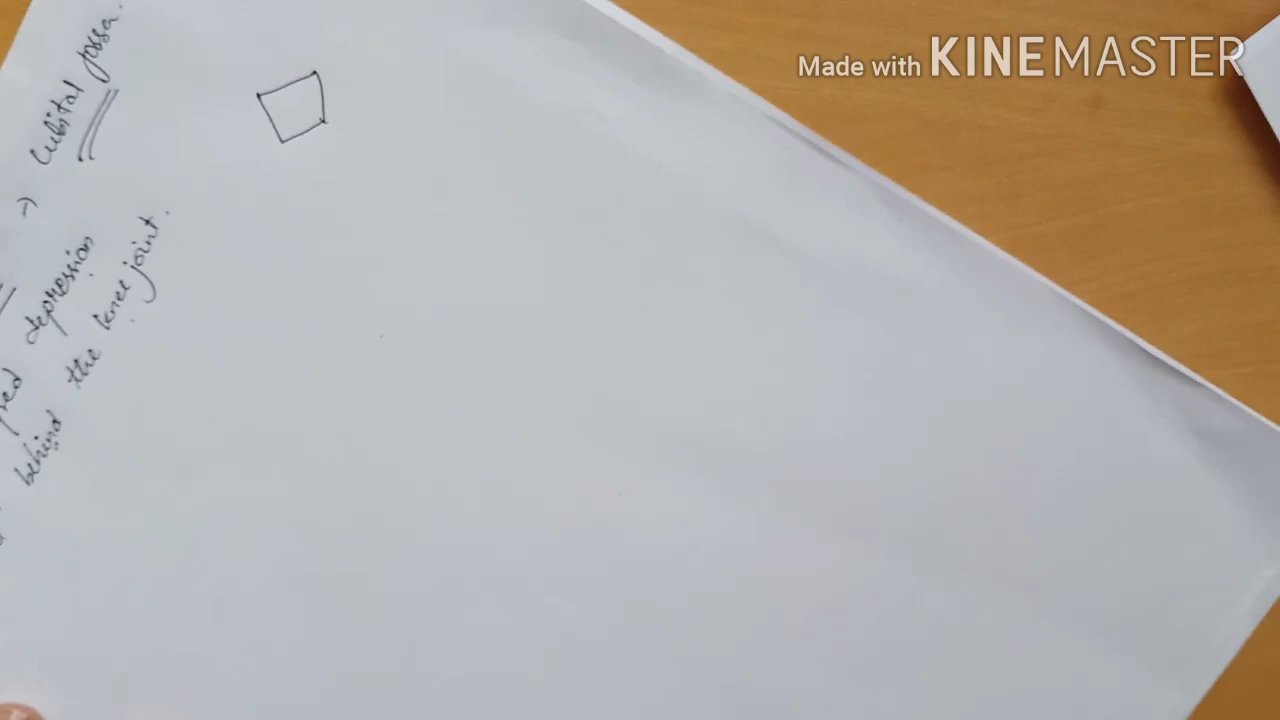 Made with KINEMASTER
→ Cubital fossa.
depression
behind the knee joint.